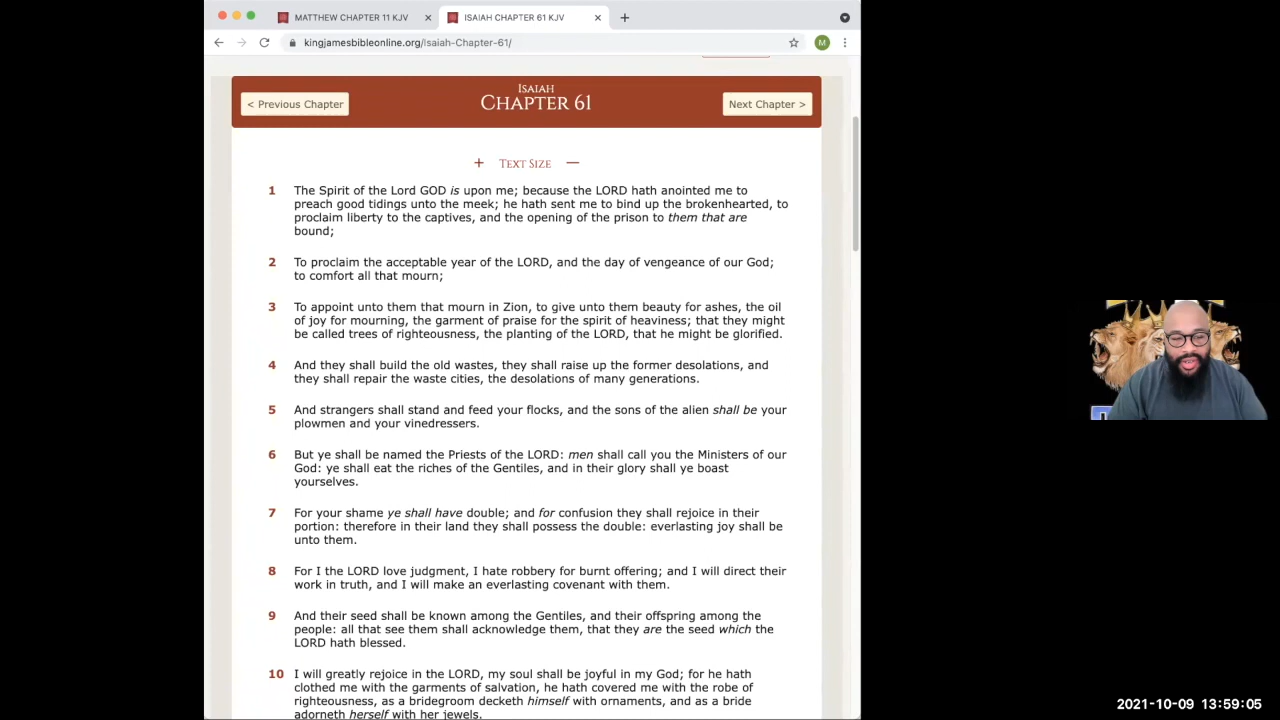 MATTHEW CHAPTER 11 KJV
ISAIAH CHAPTER 61 KJV
kingjamesbibleonline.org/Isaiah-Chapter-61/
M
ISAIAH
< Previous Chapter
CHAPTER 61
Next Chapter >
+ TEXT SIZE —
1 The Spirit of the Lord GOD is upon me; because the LORD hath anointed me to
preach good tidings unto the meek; he hath sent me to bind up the brokenhearted, to
proclaim liberty to the captives, and the opening of the prison to them that are
bound;
2 To proclaim the acceptable year of the LORD, and the day of vengeance of our God;
to comfort all that mourn;
3 To appoint unto them that mourn in Zion, to give unto them beauty for ashes, the oil
of joy for mourning, the garment of praise for the spirit of heaviness; that they might
be called trees of righteousness, the planting of the LORD, that he might be glorified.
4 And they shall build the old wastes, they shall raise up the former desolations, and
they shall repair the waste cities, the desolations of many generations.
5 And strangers shall stand and feed your flocks, and the sons of the alien shall be your
plowmen and your vinedressers.
6 But ye shall be named the Priests of the LORD: men shall call you the Ministers of our
God: ye shall eat the riches of the Gentiles, and in their glory shall ye boast
yourselves.
7 For your shame ye shall have double; and for confusion they shall rejoice in their
portion: therefore in their land they shall possess the double: everlasting joy shall be
unto them.
8 For I the LORD love judgment, I hate robbery for burnt offering; and I will direct their
work in truth, and I will make an everlasting covenant with them.
9 And their seed shall be known among the Gentiles, and their offspring among the
people: all that see them shall acknowledge them, that they are the seed which the
LORD hath blessed.
10 I will greatly rejoice in the LORD, my soul shall be joyful in my God; for he hath
clothed me with the garments of salvation, he hath covered me with the robe of
righteousness, as a bridegroom decketh himself with ornaments, and as a bride
adorneth herself with her jewels.
2021-10-09 13:59:05